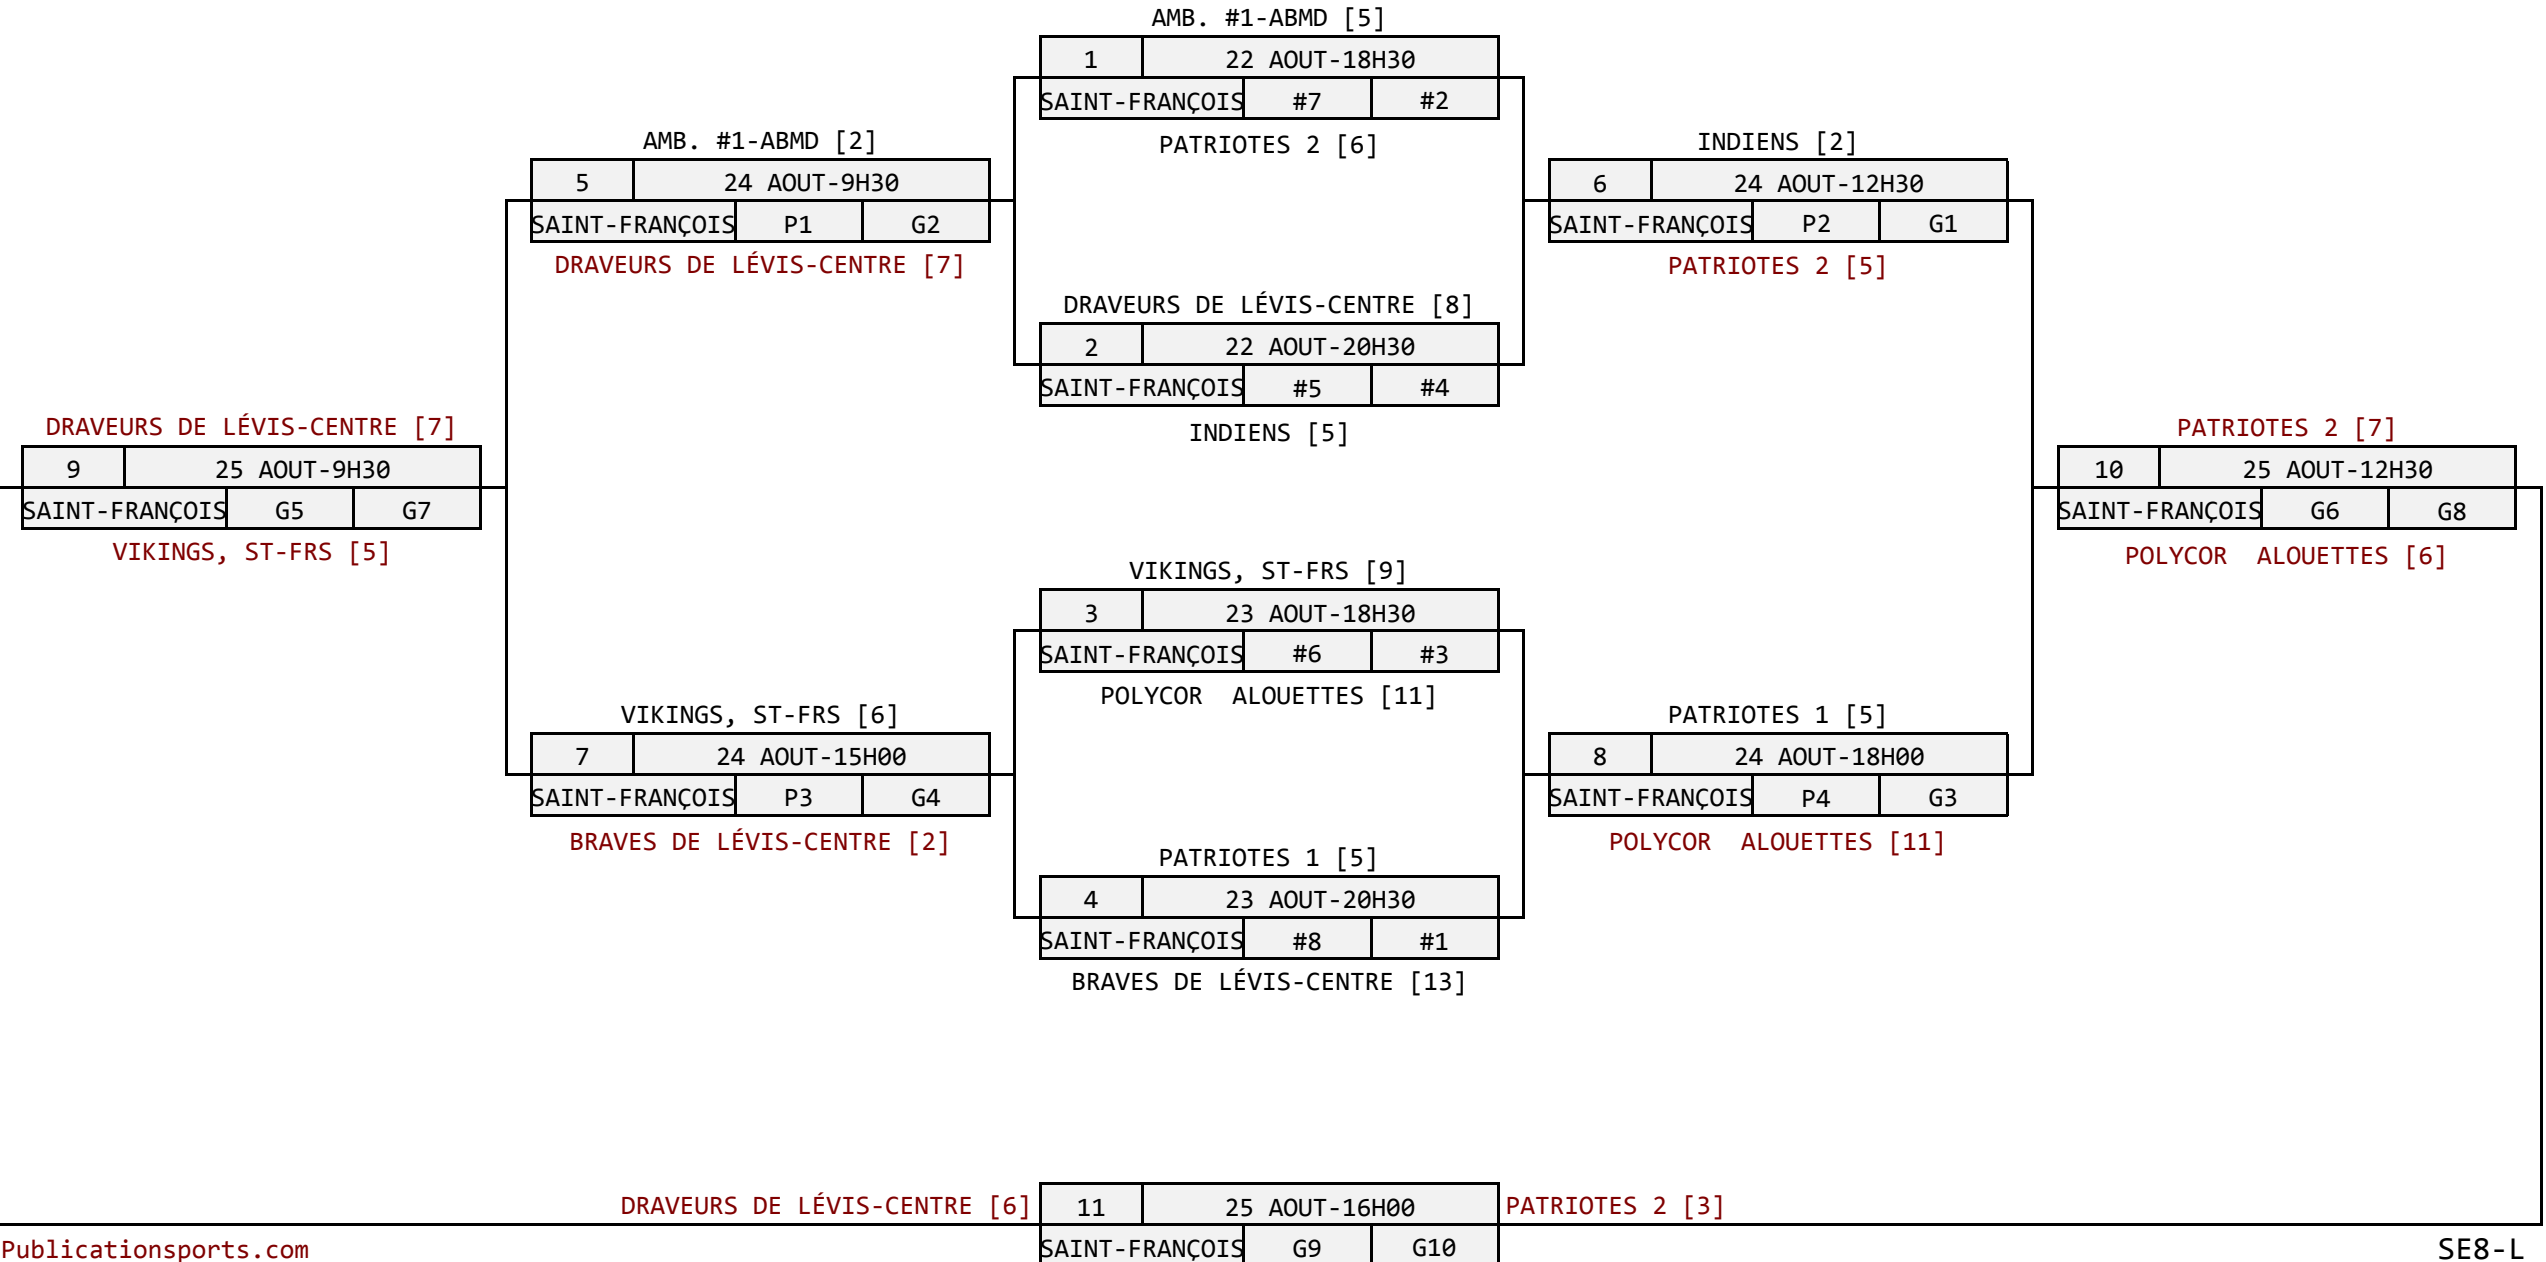 AMB. #1-ABMD [5]
1 22 AOUT-18H30
SAINT-FRANÇOIS #7 #2
PATRIOTES 2 [6]
AMB. #1-ABMD [2]
5 24 AOUT-9H30
SAINT-FRANÇOIS P1 G2
DRAVEURS DE LÉVIS-CENTRE [7]
INDIENS [2]
6 24 AOUT-12H30
SAINT-FRANÇOIS P2 G1
PATRIOTES 2 [5]
DRAVEURS DE LÉVIS-CENTRE [8]
2 22 AOUT-20H30
SAINT-FRANÇOIS #5 #4
INDIENS [5]
DRAVEURS DE LÉVIS-CENTRE [7]
9 25 AOUT-9H30
SAINT-FRANÇOIS G5 G7
VIKINGS, ST-FRS [5]
PATRIOTES 2 [7]
10 25 AOUT-12H30
SAINT-FRANÇOIS G6 G8
POLYCOR  ALOUETTES [6]
VIKINGS, ST-FRS [9]
3 23 AOUT-18H30
SAINT-FRANÇOIS #6 #3
POLYCOR  ALOUETTES [11]
VIKINGS, ST-FRS [6]
7 24 AOUT-15H00
SAINT-FRANÇOIS P3 G4
BRAVES DE LÉVIS-CENTRE [2]
PATRIOTES 1 [5]
8 24 AOUT-18H00
SAINT-FRANÇOIS P4 G3
POLYCOR  ALOUETTES [11]
PATRIOTES 1 [5]
4 23 AOUT-20H30
SAINT-FRANÇOIS #8 #1
BRAVES DE LÉVIS-CENTRE [13]
DRAVEURS DE LÉVIS-CENTRE [6] 11 25 AOUT-16H00 PATRIOTES 2 [3]
Publicationsports.com SAINT-FRANÇOIS G9 G10 SE8-L